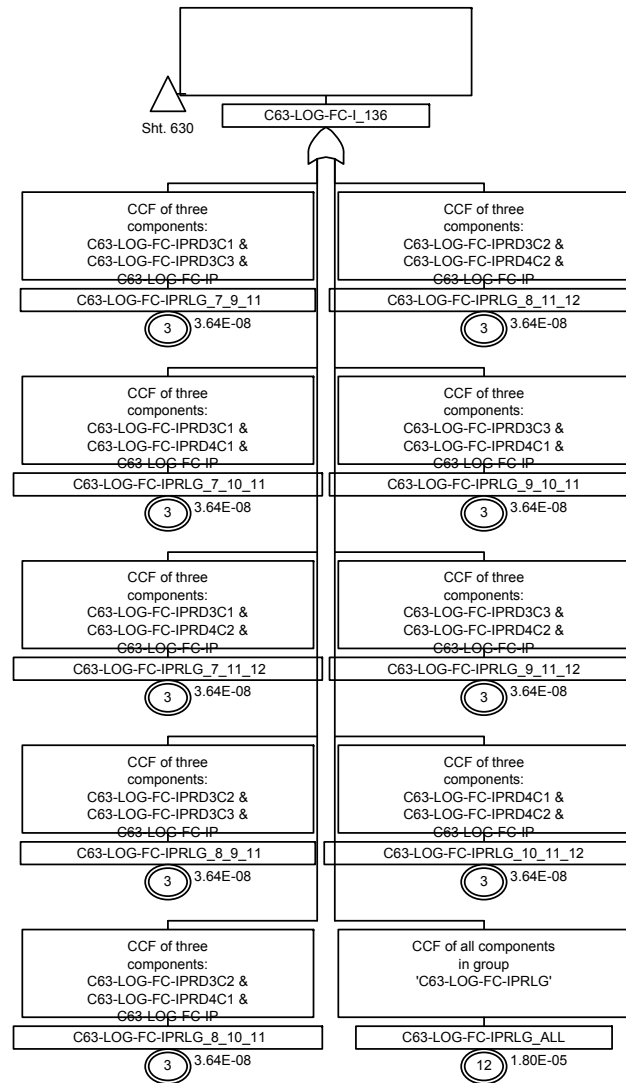 C63-LOG-FC-I_136
Sht. 630
CCF of three
components:
C63-LOG-FC-IPRD3C1 &
C63-LOG-FC-IPRD3C3 &
C63-LOG-FC-IP
C63-LOG-FC-IPRLG_7_9_11
3
3.64E-08
CCF of three
components:
C63-LOG-FC-IPRD3C2 &
C63-LOG-FC-IPRD4C2 &
C63-LOG-FC-IP
C63-LOG-FC-IPRLG_8_11_12
3
3.64E-08
CCF of three
components:
C63-LOG-FC-IPRD3C1 &
C63-LOG-FC-IPRD4C1 &
C63-LOG-FC-IP
C63-LOG-FC-IPRLG_7_10_11
3
3.64E-08
CCF of three
components:
C63-LOG-FC-IPRD3C3 &
C63-LOG-FC-IPRD4C1 &
C63-LOG-FC-IP
C63-LOG-FC-IPRLG_9_10_11
3
3.64E-08
CCF of three
components:
C63-LOG-FC-IPRD3C1 &
C63-LOG-FC-IPRD4C2 &
C63-LOG-FC-IP
C63-LOG-FC-IPRLG_7_11_12
3
3.64E-08
CCF of three
components:
C63-LOG-FC-IPRD3C3 &
C63-LOG-FC-IPRD4C2 &
C63-LOG-FC-IP
C63-LOG-FC-IPRLG_9_11_12
3
3.64E-08
CCF of three
components:
C63-LOG-FC-IPRD3C2 &
C63-LOG-FC-IPRD3C3 &
C63-LOG-FC-IP
C63-LOG-FC-IPRLG_8_9_11
3
3.64E-08
CCF of three
components:
C63-LOG-FC-IPRD4C1 &
C63-LOG-FC-IPRD4C2 &
C63-LOG-FC-IP
C63-LOG-FC-IPRLG_10_11_12
3
3.64E-08
CCF of three
components:
C63-LOG-FC-IPRD3C2 &
C63-LOG-FC-IPRD4C1 &
C63-LOG-FC-IP
C63-LOG-FC-IPRLG_8_10_11
3
3.64E-08
CCF of all components
in group
'C63-LOG-FC-IPRLG'
C63-LOG-FC-IPRLG_ALL
12
1.80E-05